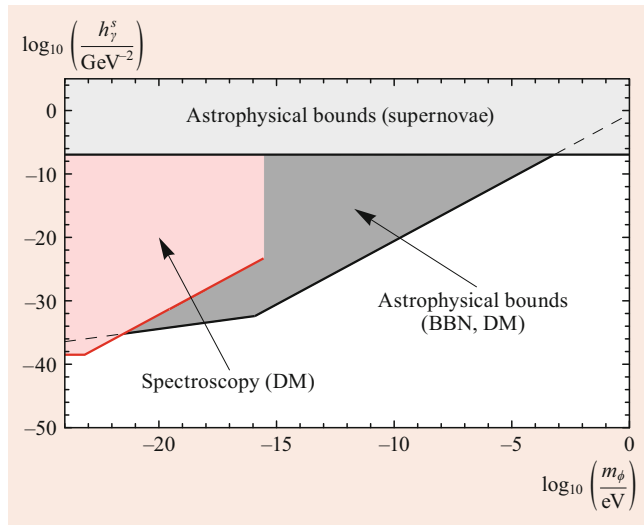 log₁₀ (hˢᵧ / GeV⁻²)
Astrophysical bounds (supernovae)
0
−10
−20
−30
−40
−50
Astrophysical bounds
(BBN, DM)
Spectroscopy (DM)
−20 −15 −10 −5 0
log₁₀ (m_ϕ / eV)